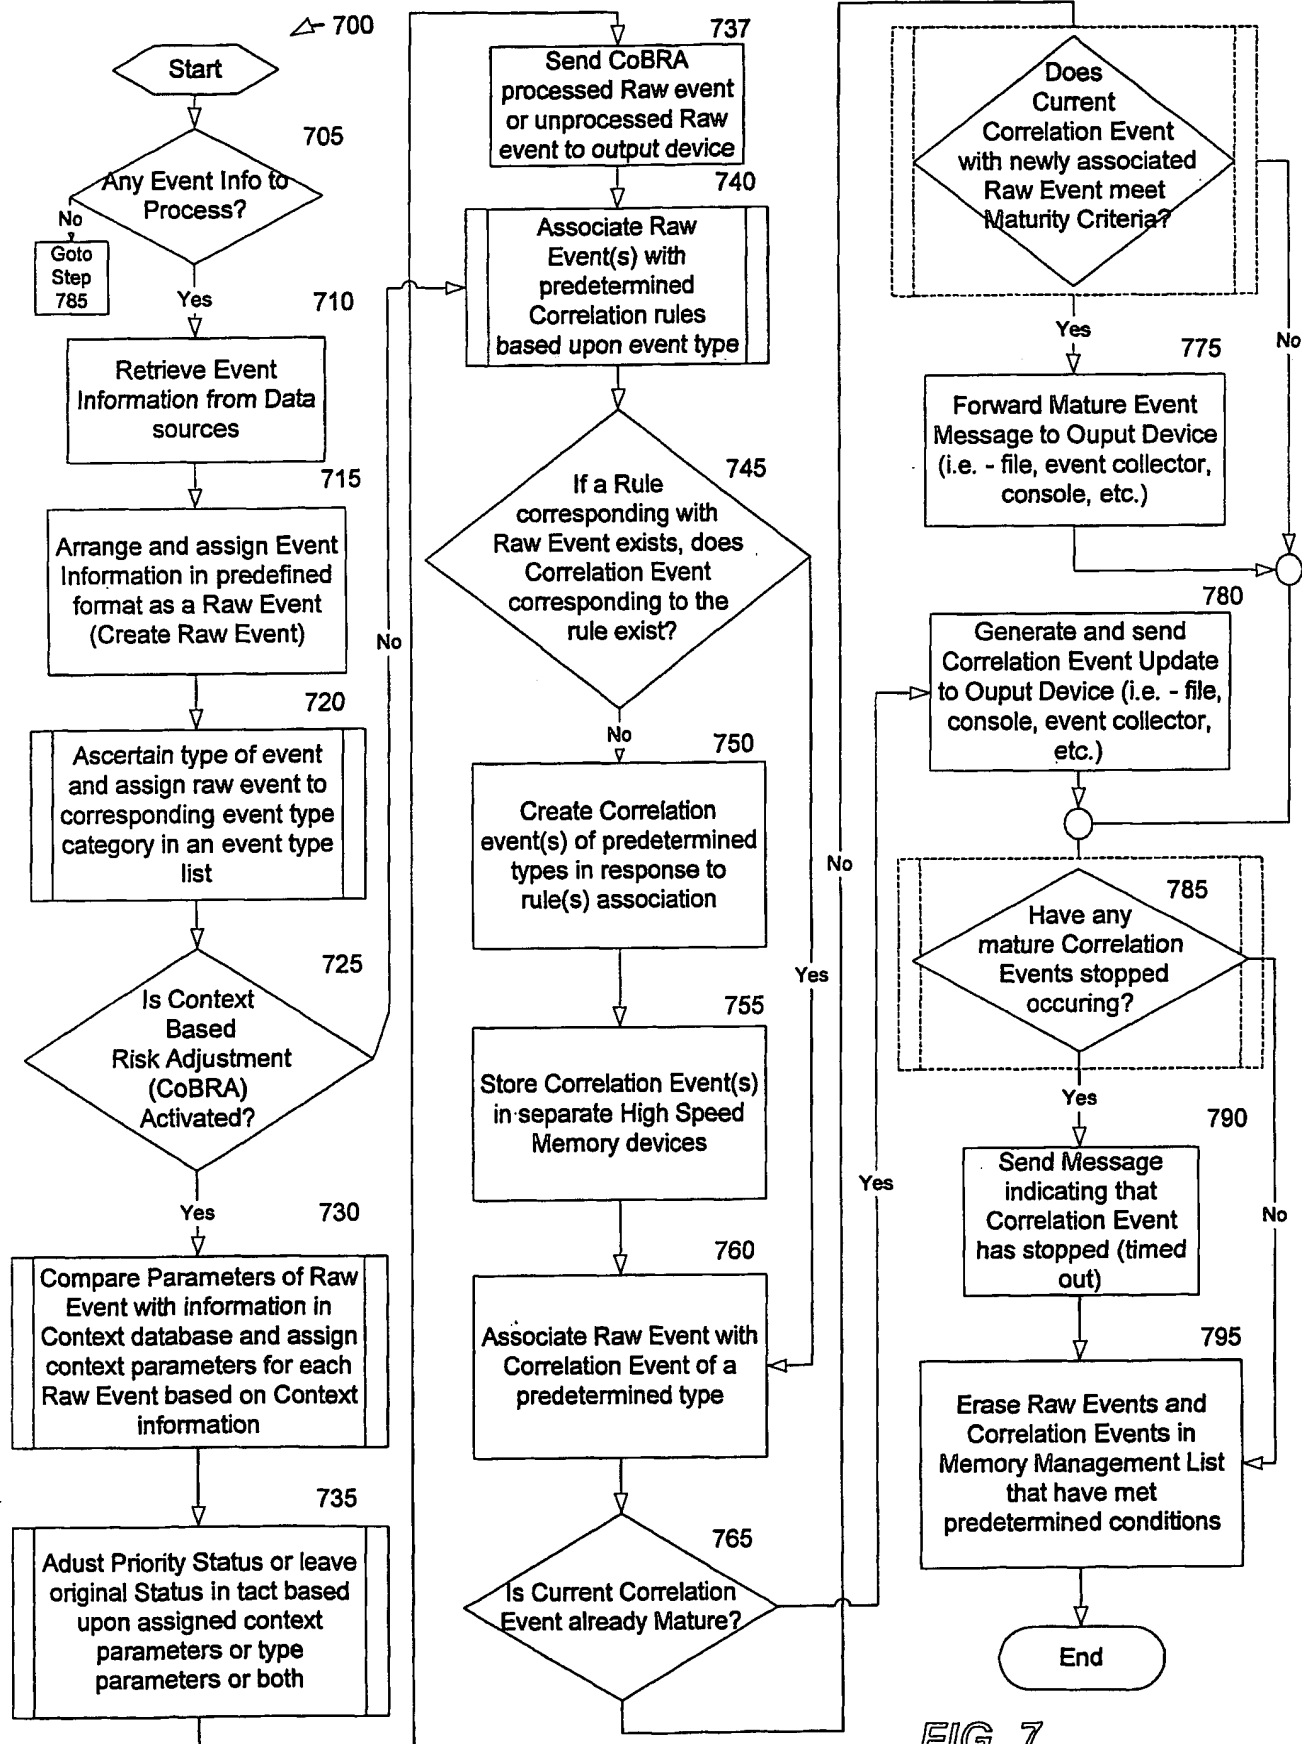 700
Start
705
Any Event Info to
Process?
No
Goto
Step
785
Yes
710
Retrieve Event
Information from Data
sources
715
Arrange and assign Event
Information in predefined
format as a Raw Event
(Create Raw Event)
720
Ascertain type of event
and assign raw event to
corresponding event type
category in an event type
list
725
Is Context
Based
Risk Adjustment
(CoBRA)
Activated?
No
Yes
730
Compare Parameters of Raw
Event with information in
Context database and assign
context parameters for each
Raw Event based on Context
information
735
Adust Priority Status or leave
original Status in tact based
upon assigned context
parameters or type
parameters or both
737
Send CoBRA
processed Raw event
or unprocessed Raw
event to output device
740
Associate Raw
Event(s) with
predetermined
Correlation rules
based upon event type
745
If a Rule
corresponding with
Raw Event exists, does
Correlation Event
corresponding to the
rule exist?
No
Yes
750
Create Correlation
event(s) of predetermined
types in response to
rule(s) association
755
Store Correlation Event(s)
in separate High Speed
Memory devices
760
Associate Raw Event with
Correlation Event of a
predetermined type
765
Is Current Correlation
Event already Mature?
No
Yes
Does
Current
Correlation Event
with newly associated
Raw Event meet
Maturity Criteria?
Yes
No
775
Forward Mature Event
Message to Ouput Device
(i.e. - file, event collector,
console, etc.)
780
Generate and send
Correlation Event Update
to Ouput Device (i.e. - file,
console, event collector,
etc.)
785
Have any
mature Correlation
Events stopped
occuring?
Yes
No
790
Send Message
indicating that
Correlation Event
has stopped (timed
out)
795
Erase Raw Events and
Correlation Events in
Memory Management List
that have met
predetermined conditions
End
FIG. 7